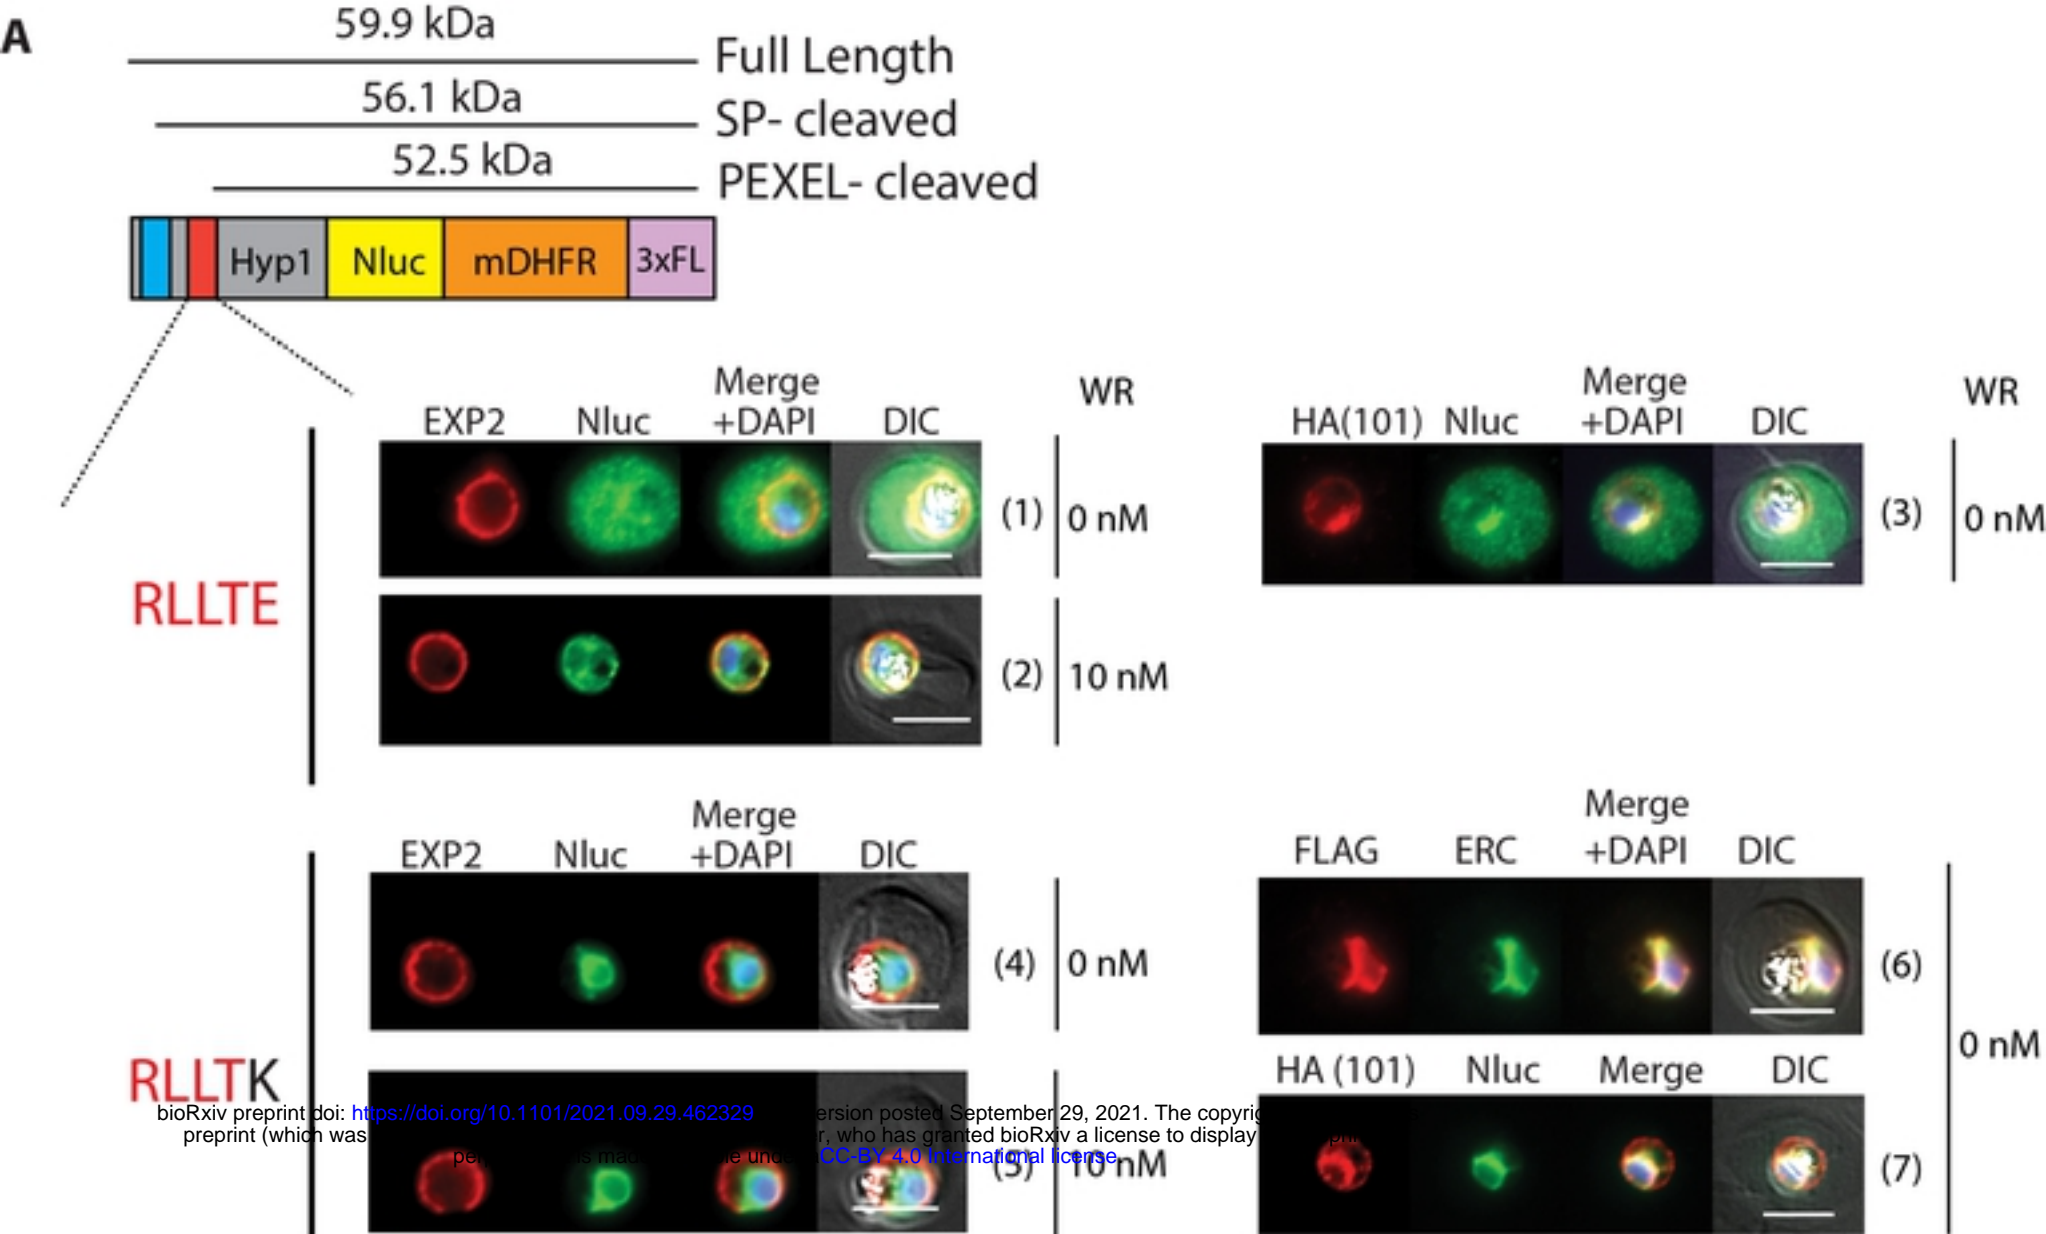 A
59.9 kDa
Full Length
56.1 kDa
SP- cleaved
52.5 kDa
PEXEL- cleaved
Hyp1 Nluc mDHFR 3xFL
EXP2 Nluc Merge +DAPI DIC WR
(1) 0 nM
HA(101) Nluc Merge +DAPI DIC WR
(3) 0 nM
RLLTE
(2) 10 nM
EXP2 Nluc Merge +DAPI DIC
(4) 0 nM
FLAG ERC Merge +DAPI DIC
(6)
0 nM
RLLTK
HA (101) Nluc Merge DIC
(7)
bioRxiv preprint doi: https://doi.org/10.1101/2021.09.29.462329 posted September 29, 2021. The
preprint (which was who has granted bioRxiv a license to display
CC-BY 4.0 International license.
(5) 10 nM